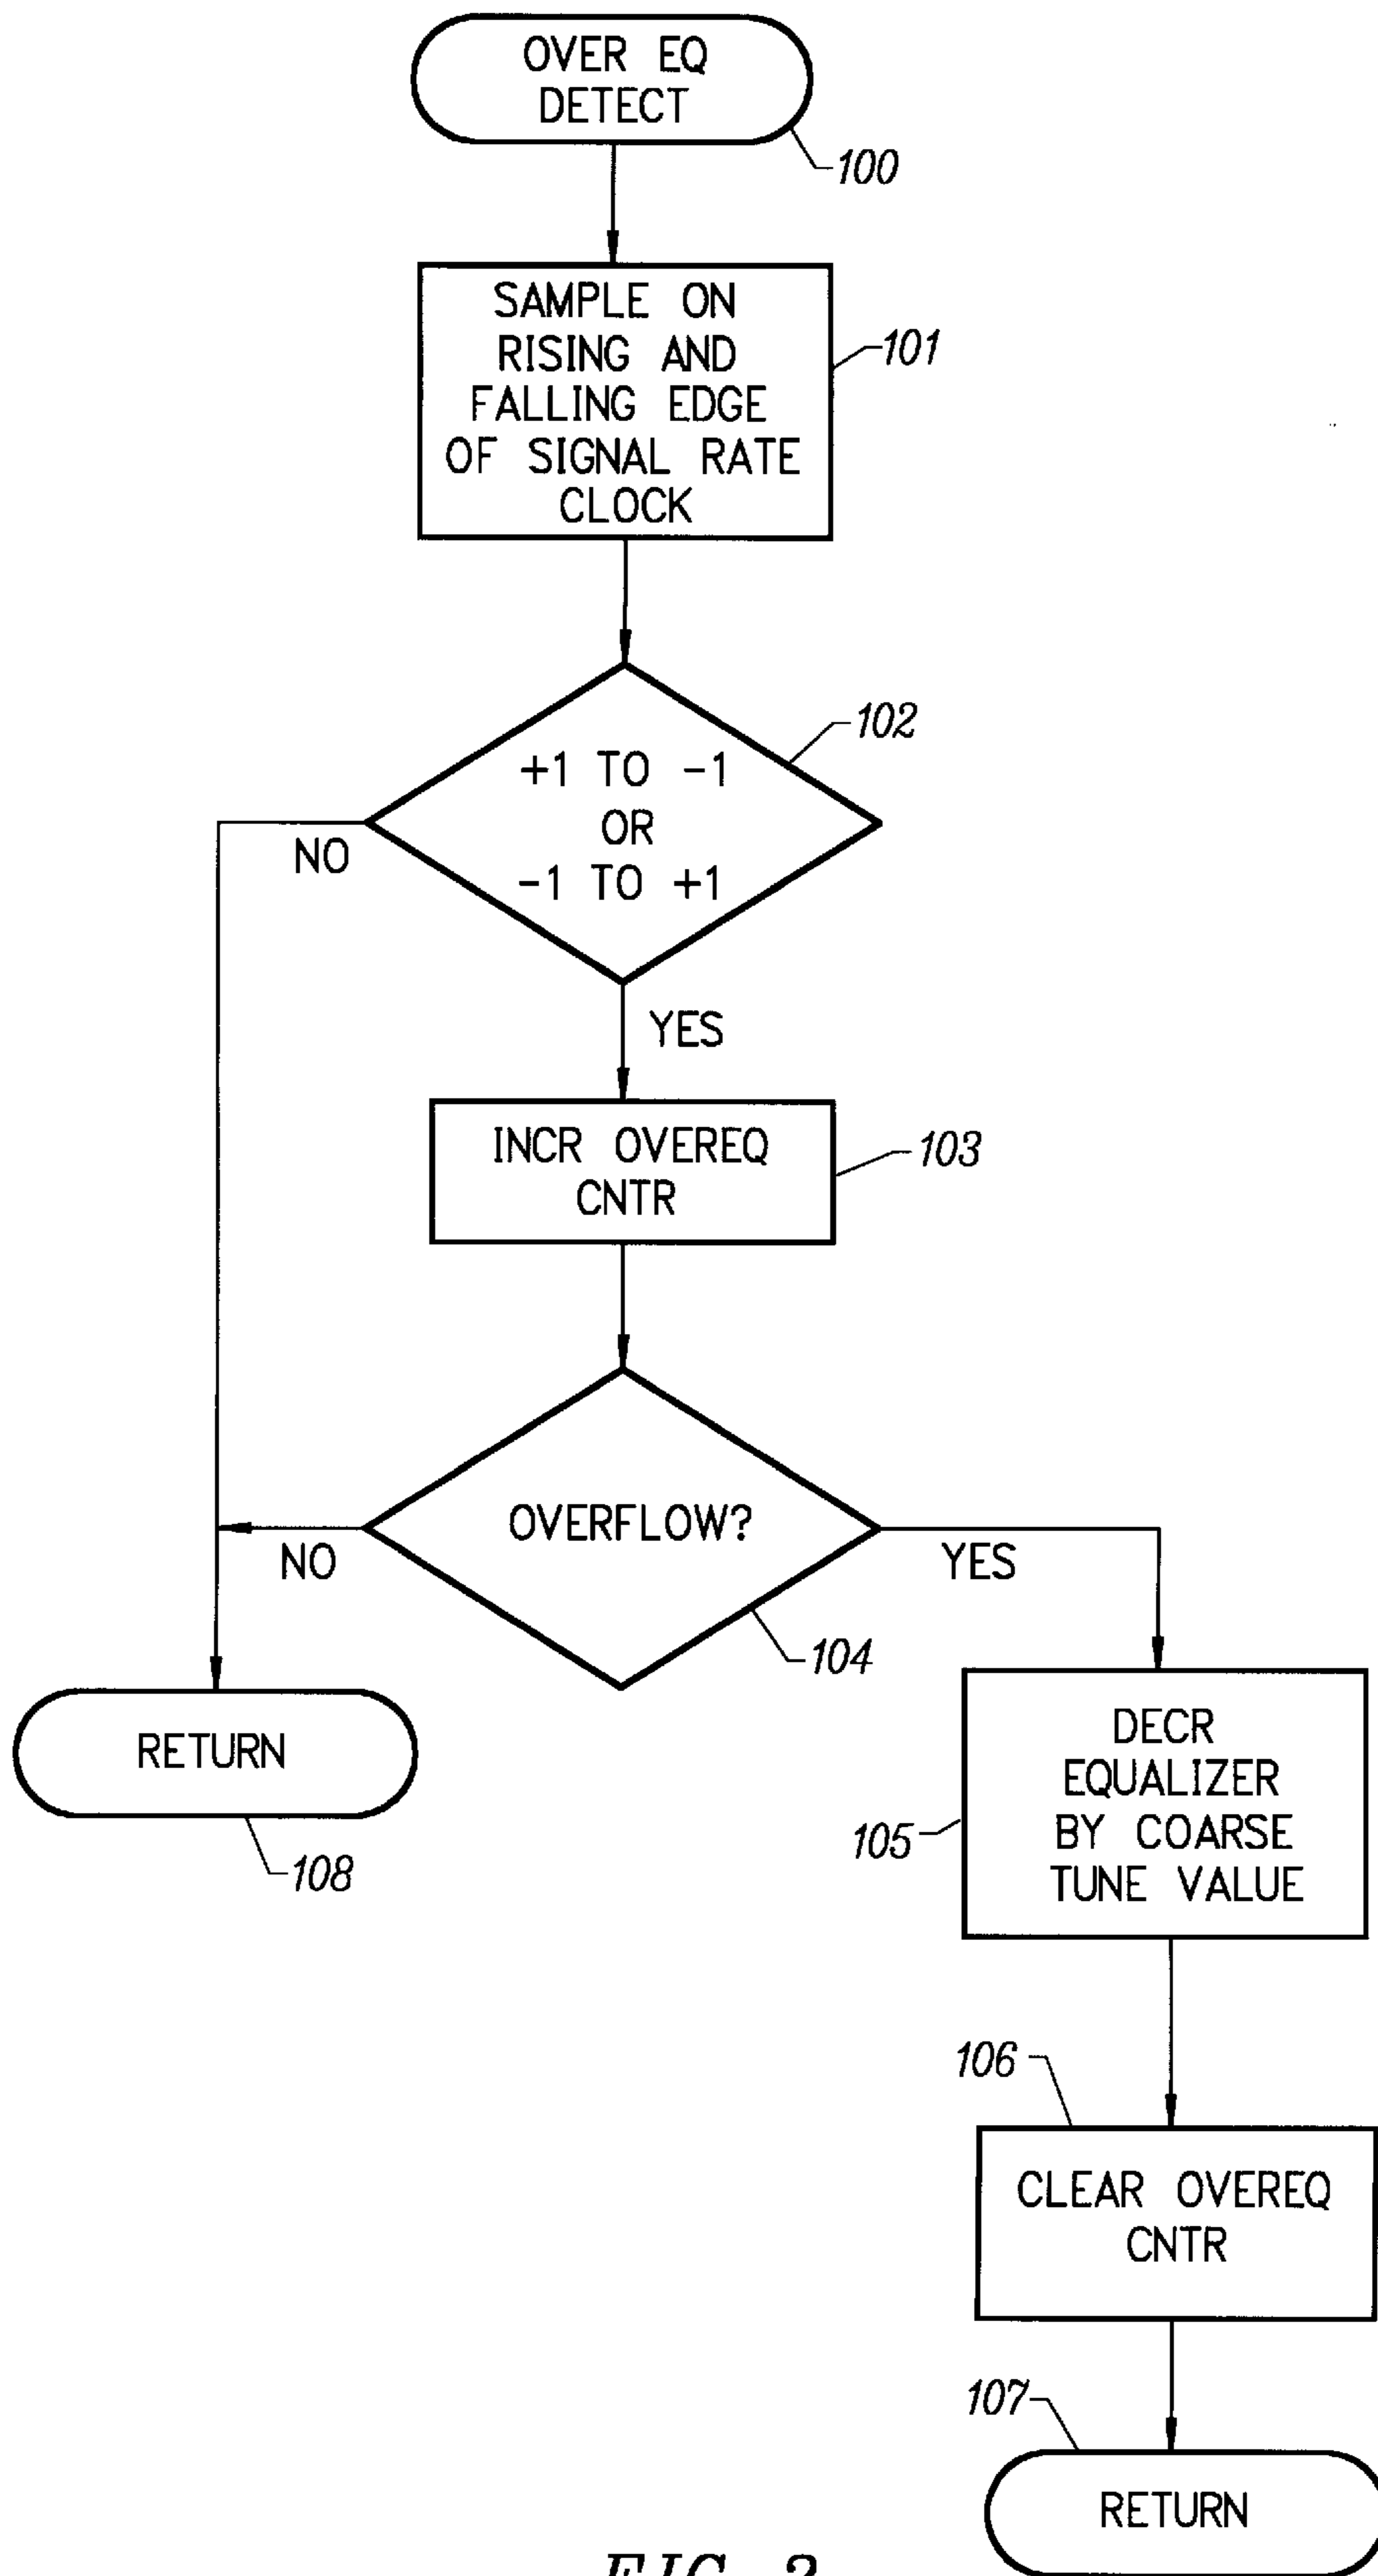 OVER EQ
DETECT
100
SAMPLE ON
RISING AND
FALLING EDGE
OF SIGNAL RATE
CLOCK
101
+1 TO -1
OR
-1 TO +1
102
NO
YES
INCR OVEREQ
CNTR
103
OVERFLOW?
NO
YES
104
RETURN
108
DECR
EQUALIZER
BY COARSE
TUNE VALUE
105
106
CLEAR OVEREQ
CNTR
107
RETURN